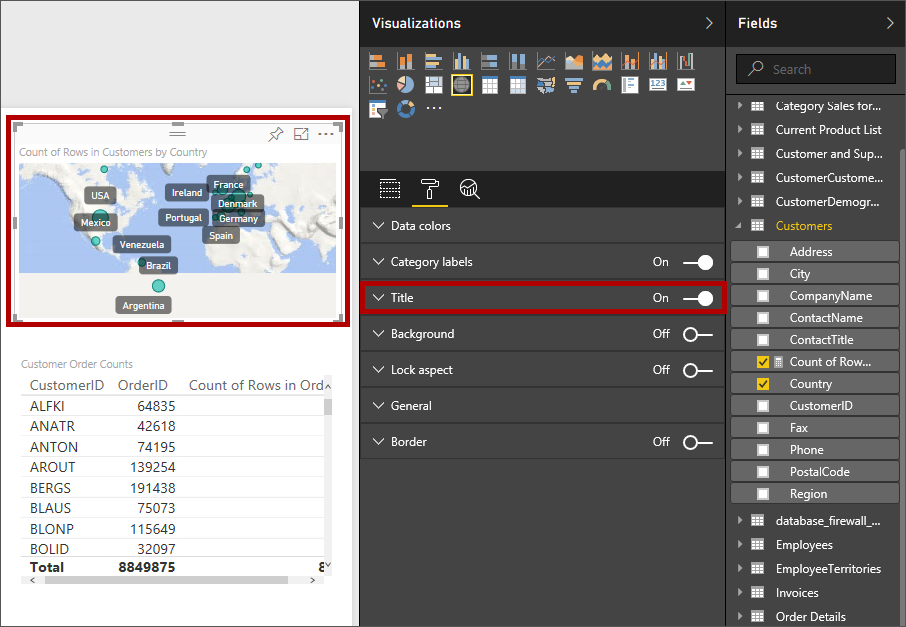 Count of Rows in Customers by Country
USA
Mexico
Ireland
France
Denmark
Portugal
Germany
Spain
Venezuela
Brazil
Argentina
Customer Order Counts
CustomerID OrderID Count of Rows in Ord
ALFKI 64835
ANATR 42618
ANTON 74195
AROUT 139254
BERGS 191438
BLAUS 75073
BLONP 115649
BOLID 32097
Total 8849875 8
Visualizations
123
Data colors
Category labels On
Title On
Background Off
Lock aspect Off
General
Border Off
Fields
Search
Category Sales for...
Current Product List
Customer and Sup...
CustomerCustome...
CustomerDemogr...
Customers
Address
City
CompanyName
ContactName
ContactTitle
Count of Row...
Country
CustomerID
Fax
Phone
PostalCode
Region
database_firewall_...
Employees
EmployeeTerritories
Invoices
Order Details